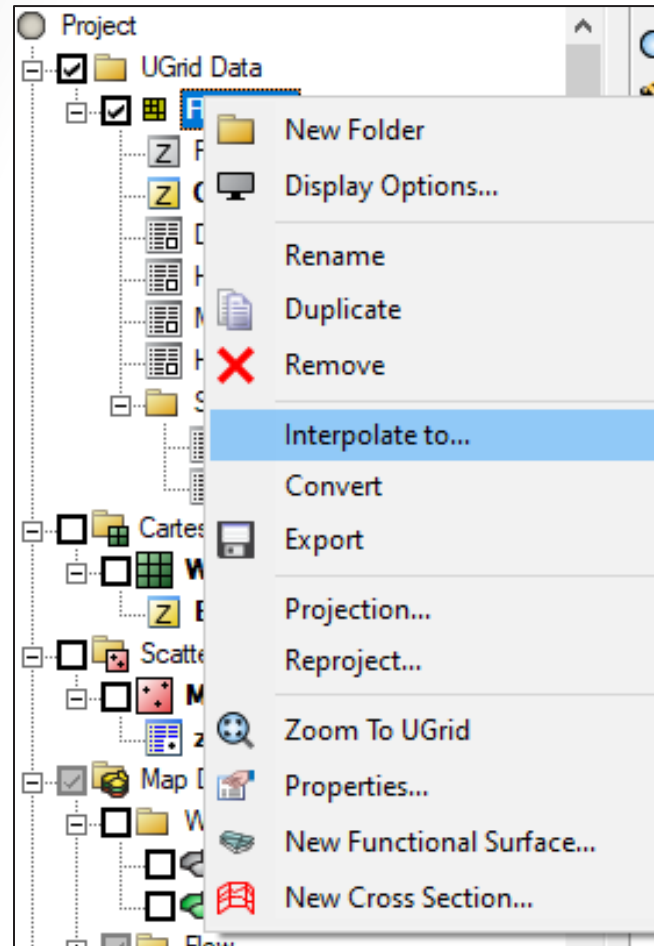 Project
UGrid Data
New Folder
Display Options...
Rename
Duplicate
Remove
Interpolate to...
Convert
Export
Projection...
Reproject...
Zoom To UGrid
Properties...
New Functional Surface...
New Cross Section...
Map
Flow